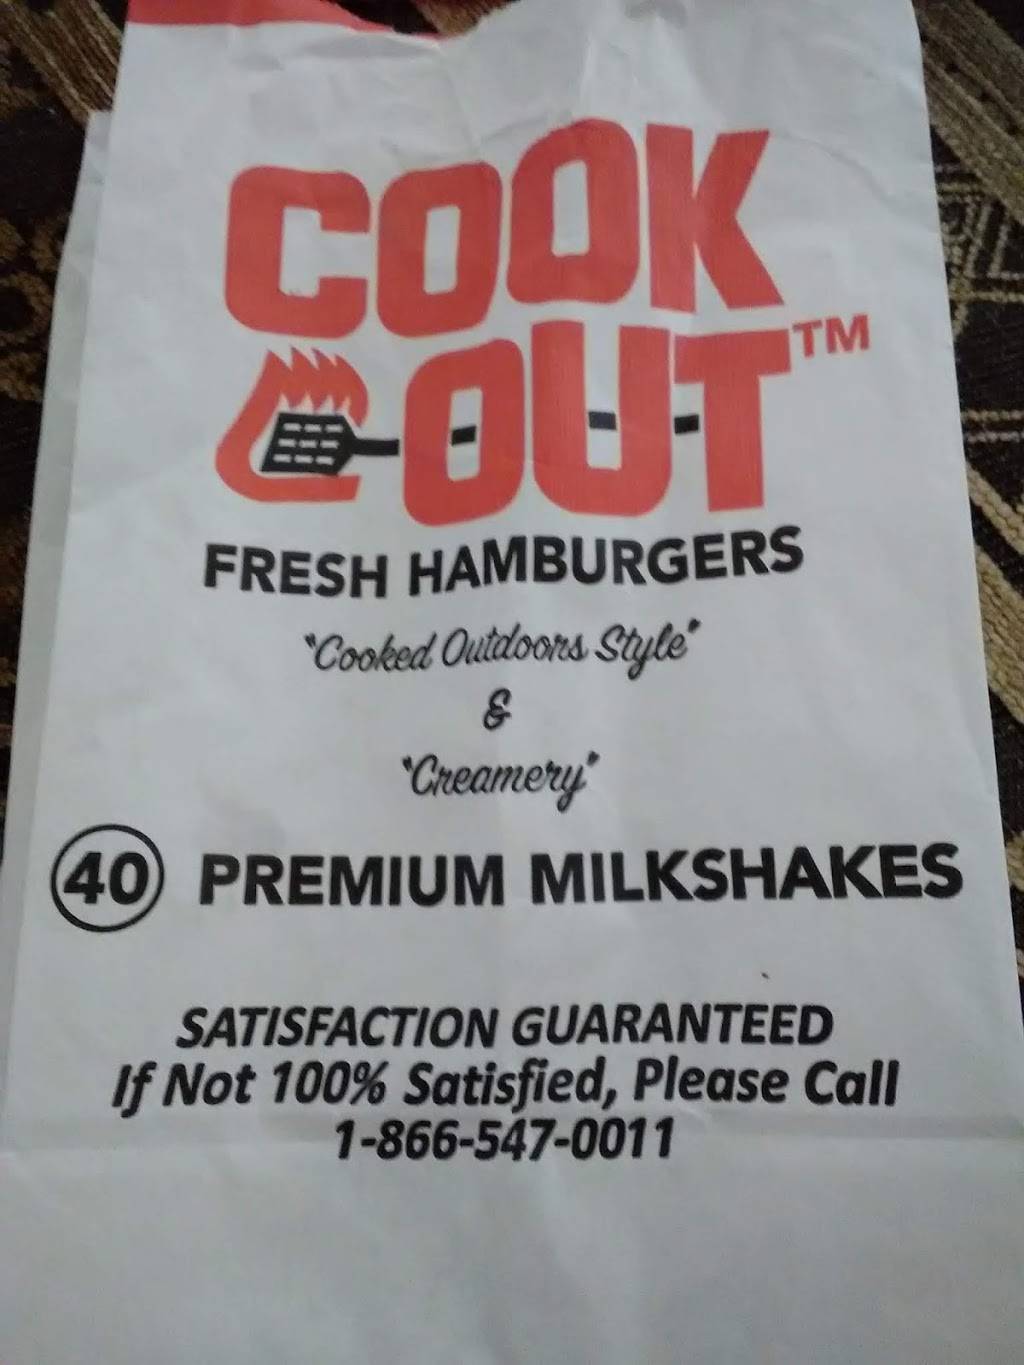 COOK
OUT™
FRESH HAMBURGERS
"Cooked Outdoors Style"
&
"Creamery"
40 PREMIUM MILKSHAKES
SATISFACTION GUARANTEED
If Not 100% Satisfied, Please Call
1-866-547-0011